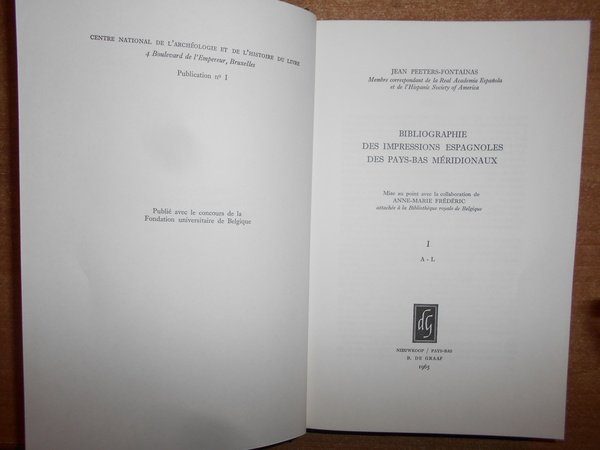 CENTRE NATIONAL DE L'ARCHÉOLOGIE ET DE L'HISTOIRE DU LIVRE
4 Boulevard de l'Empereur, Bruxelles
Publication nº 1
Publié avec le concours de la
Fondation universitaire de Belgique
JEAN PEETERS-FONTAINAS
Membre correspondant de la Real Academia Española
et de l'Hispanic Society of America
BIBLIOGRAPHIE
DES IMPRESSIONS ESPAGNOLES
DES PAYS-BAS MÉRIDIONAUX
Mise au point avec la collaboration de
ANNE-MARIE FRÉDÉRIC
attachée à la Bibliothèque royale de Belgique
I
A - L
dG
NIEUWKOOP / PAYS-BAS
B. DE GRAAF
1965